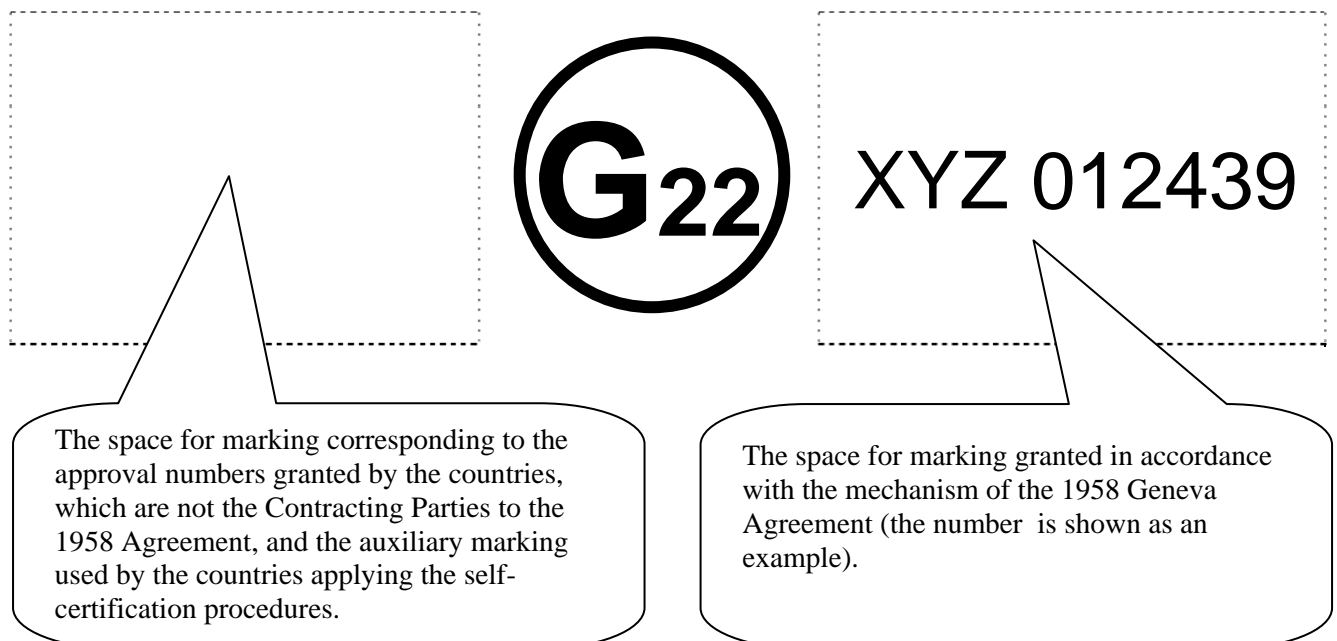 G22
XYZ 012439
The space for marking corresponding to the
approval numbers granted by the countries,
which are not the Contracting Parties to the
1958 Agreement, and the auxiliary marking
used by the countries applying the self-
certification procedures.
The space for marking granted in accordance
with the mechanism of the 1958 Geneva
Agreement (the number is shown as an
example).